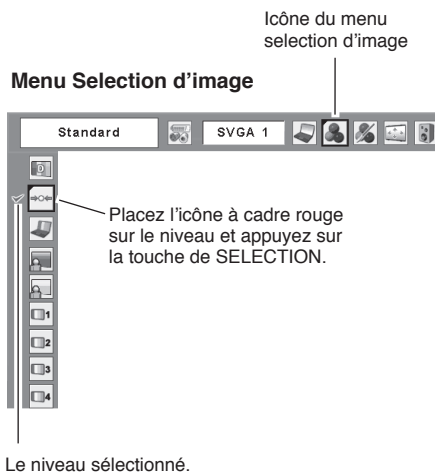 Icône du menu
selection d’image
Menu Selection d’image
Standard
SVGA 1
Placez l’icône à cadre rouge
sur le niveau et appuyez sur
la touche de SELECTION.
1
2
3
4
Le niveau sélectionné.